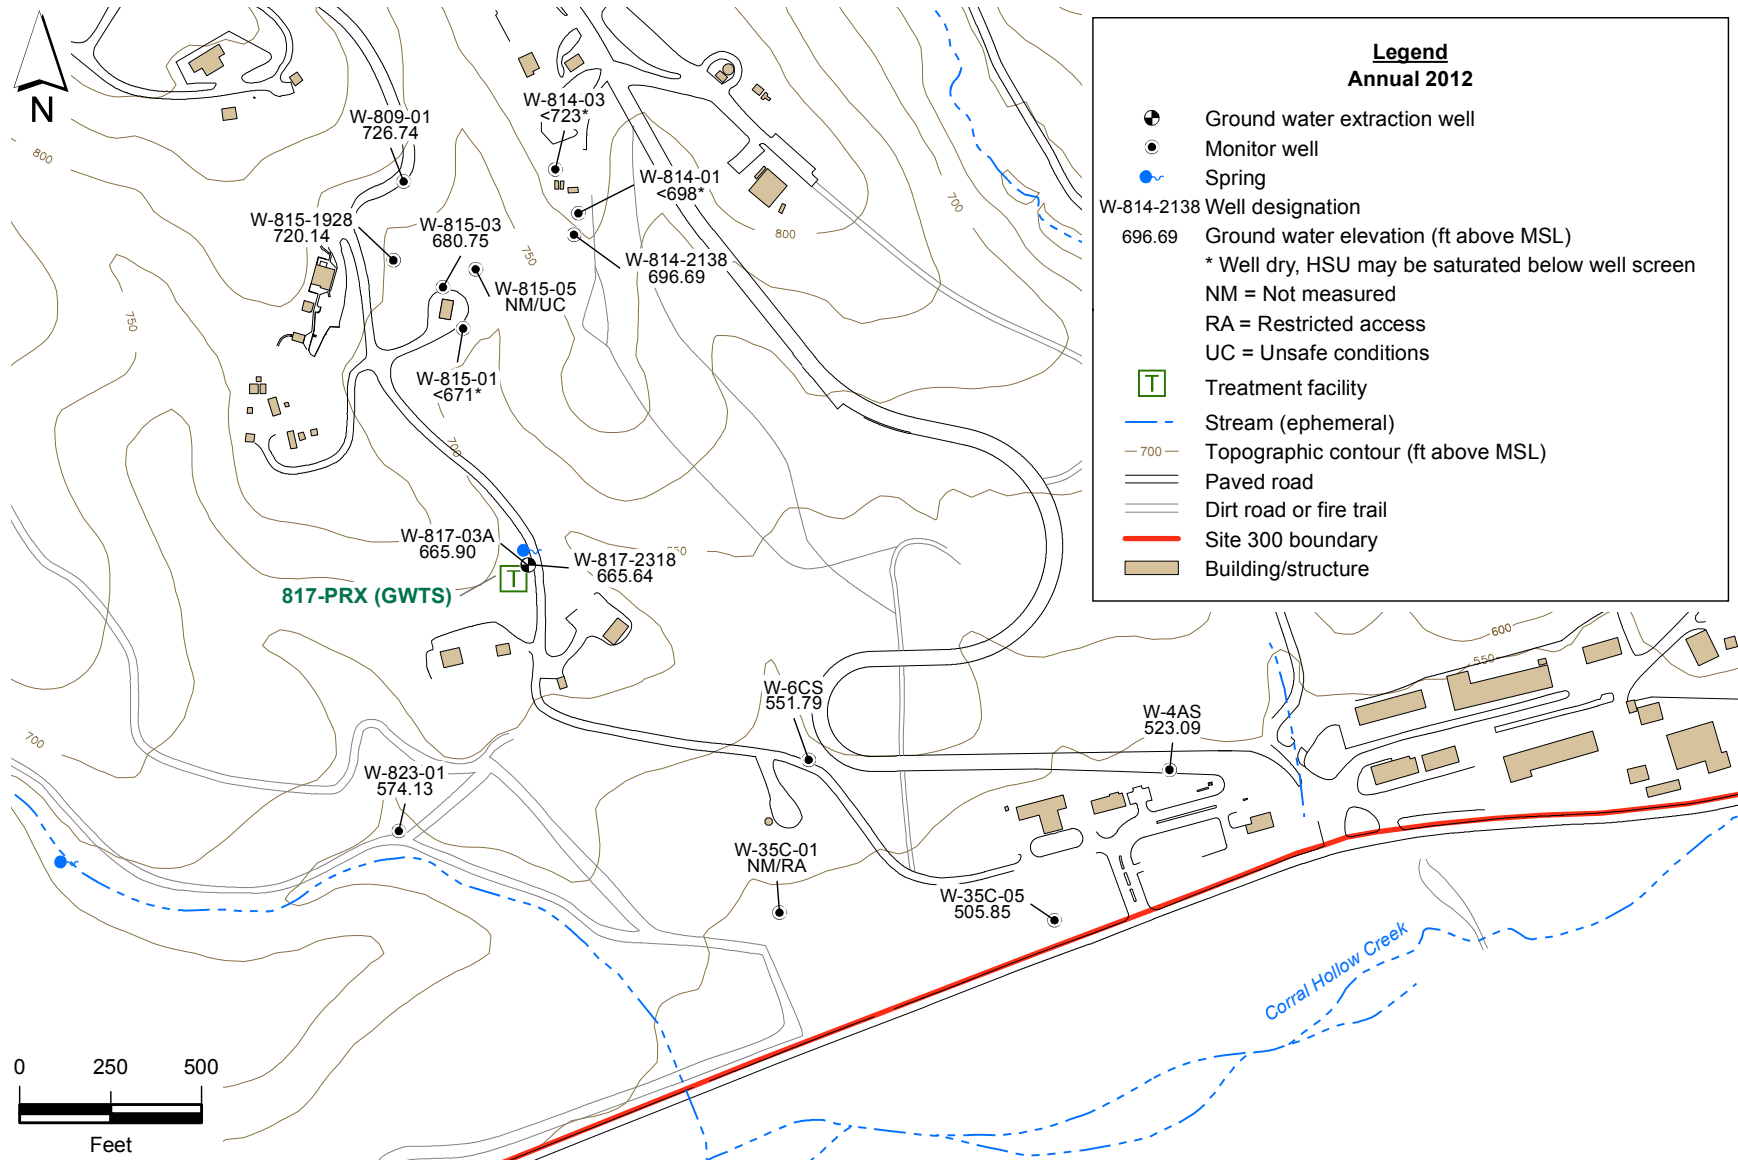 Legend
Annual 2012
Ground water extraction well
Monitor well
Spring
W-814-2138 Well designation
696.69 Ground water elevation (ft above MSL)
* Well dry, HSU may be saturated below well screen
NM = Not measured
RA = Restricted access
UC = Unsafe conditions
T Treatment facility
Stream (ephemeral)
700 Topographic contour (ft above MSL)
Paved road
Dirt road or fire trail
Site 300 boundary
Building/structure
N
W-814-03
<723*
W-809-01
726.74
800
W-814-01
<698*
700
W-815-1928
720.14
W-815-03
680.75
800
750
W-814-2138
696.69
W-815-05
NM/UC
750
W-815-01
<671*
700
W-817-03A
665.90
W-817-2318
665.64
650
T
817-PRX (GWTS)
600
550
W-6CS
551.79
W-4AS
523.09
700
W-823-01
574.13
W-35C-01
NM/RA
W-35C-05
505.85
Corral Hollow Creek
0 250 500
Feet